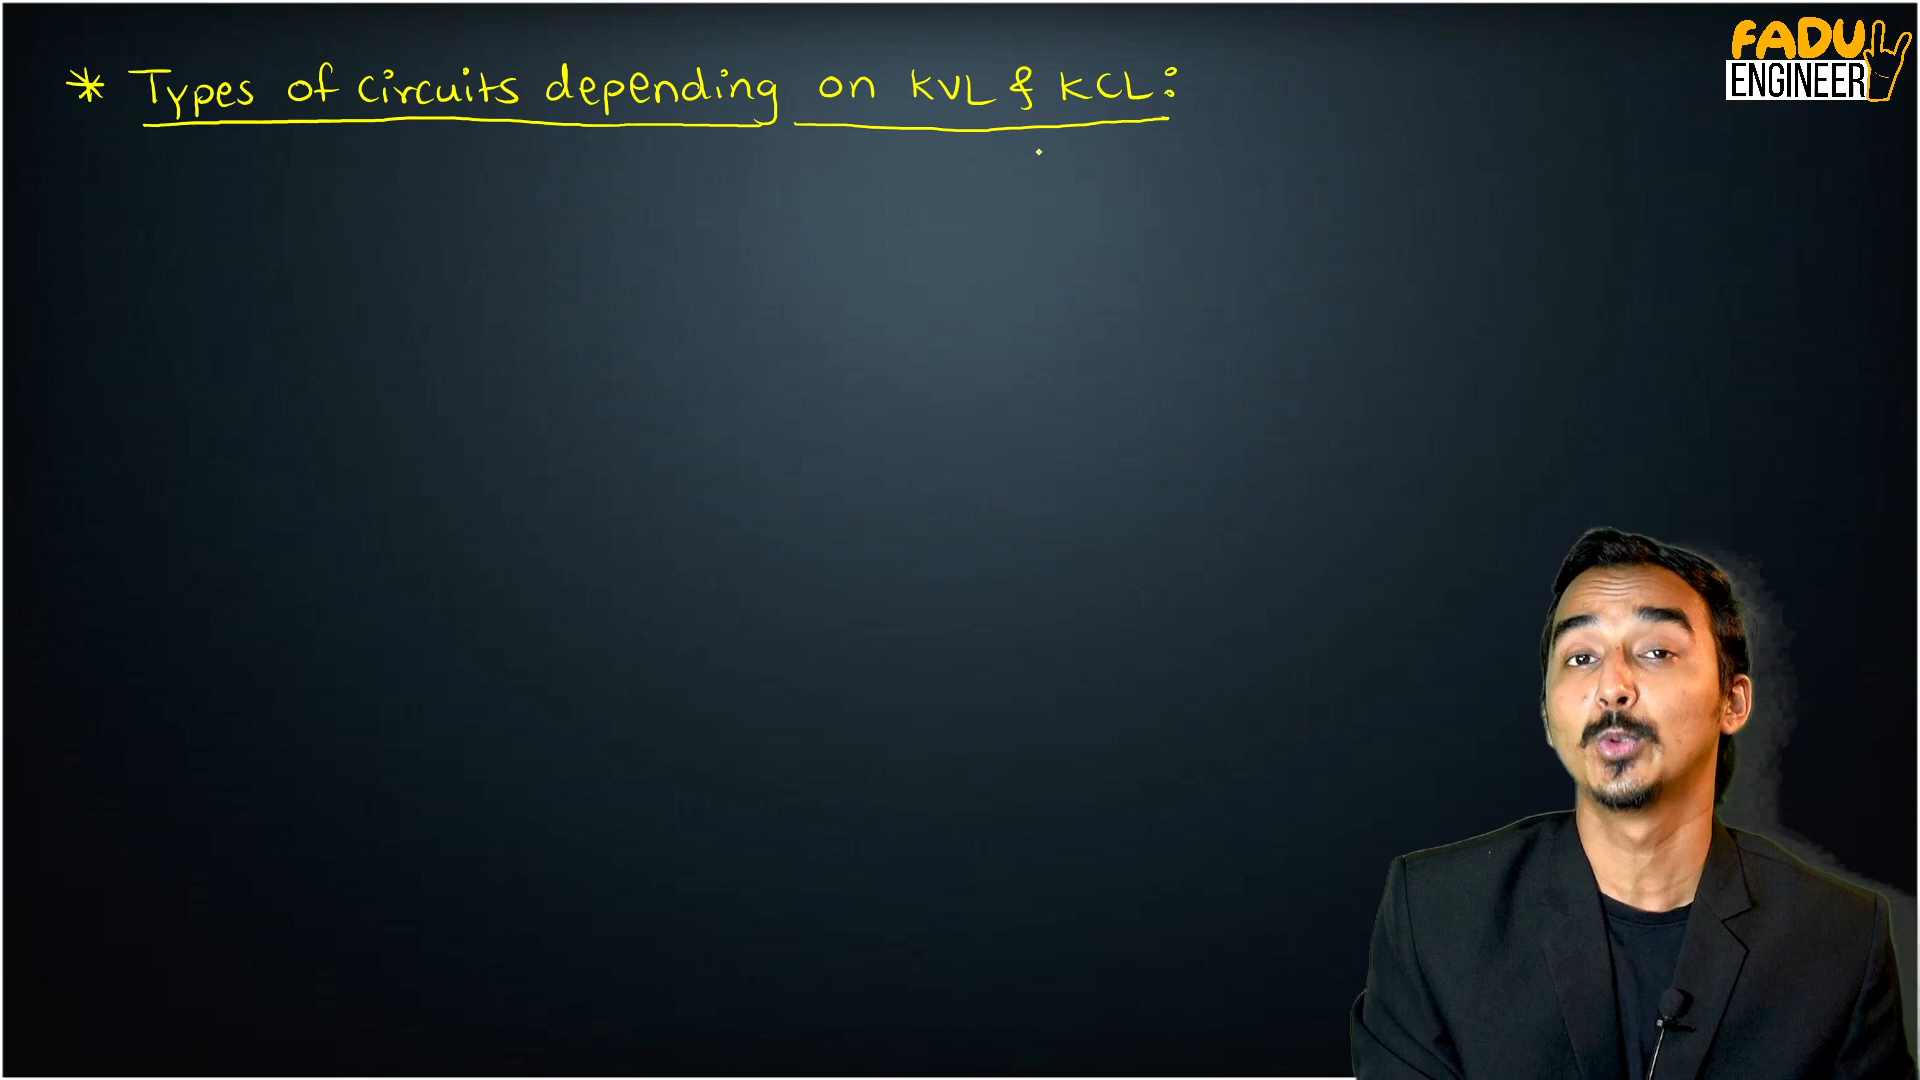 * Types of circuits depending on KVL & KCL:
FADU
ENGINEER